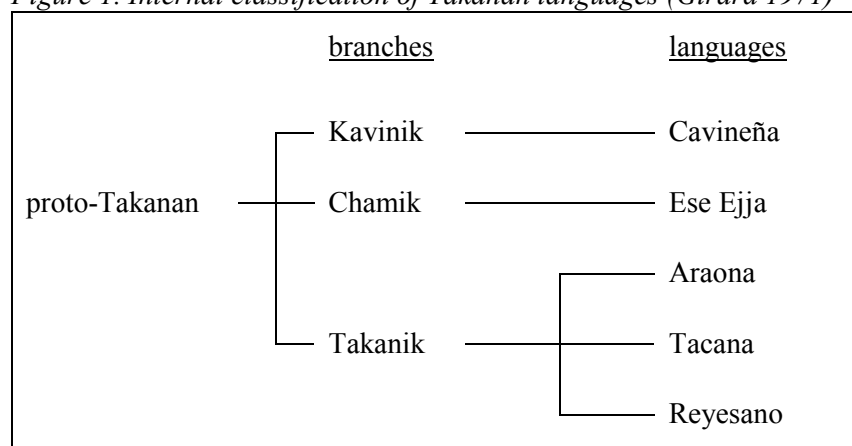 Figure 1. Internal classification of Takanan languages (Girard 1971)
branches languages
Kavinik Cavineña
proto-Takanan Chamik Ese Ejja
Araona
Takanik Tacana
Reyesano